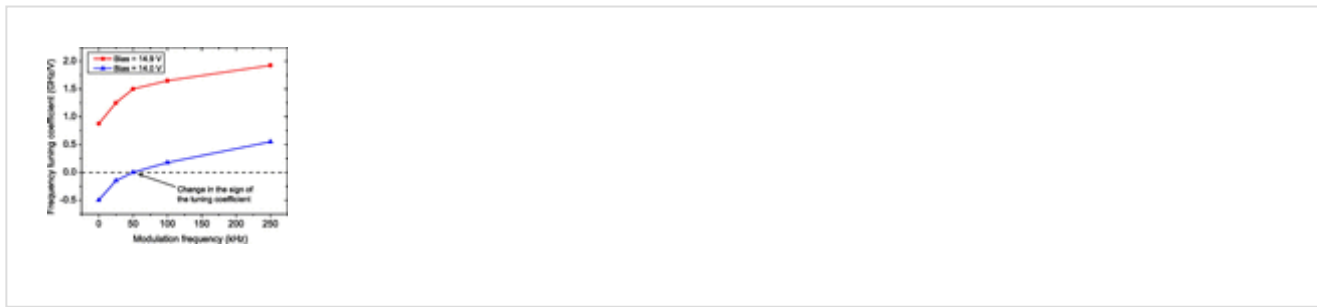 Bias = 14.9 V
Bias = 14.0 V
Frequency tuning coefficient (GHz/V)
2.0
1.5
1.0
0.5
0.0
-0.5
Change in the sign of
the tuning coefficient
0 50 100 150 200 250
Modulation frequency (kHz)